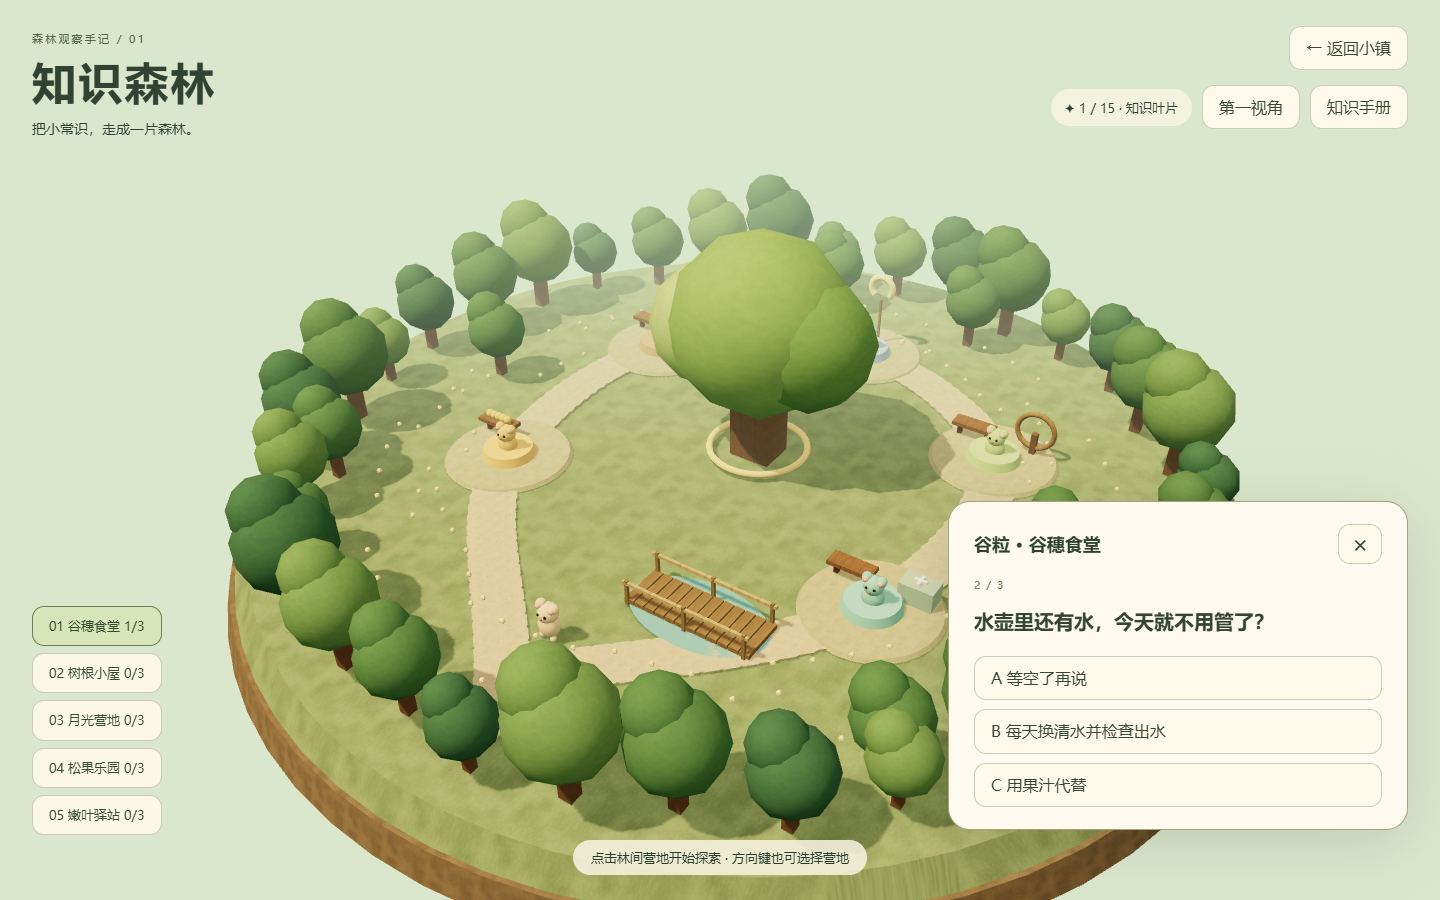 森林观察手记 / 01
知识森林
把小常识，走成一片森林。
← 返回小镇
✦ 1 / 15 · 知识叶片
第一视角
知识手册
01 谷穗食堂 1/3
02 树根小屋 0/3
03 月光营地 0/3
04 松果乐园 0/3
05 嫩叶驿站 0/3
谷粒 • 谷穗食堂
×
2 / 3
水壶里还有水，今天就不用管了？
A 等空了再说
B 每天换清水并检查出水
C 用果汁代替
点击林间营地开始探索 · 方向键也可选择营地